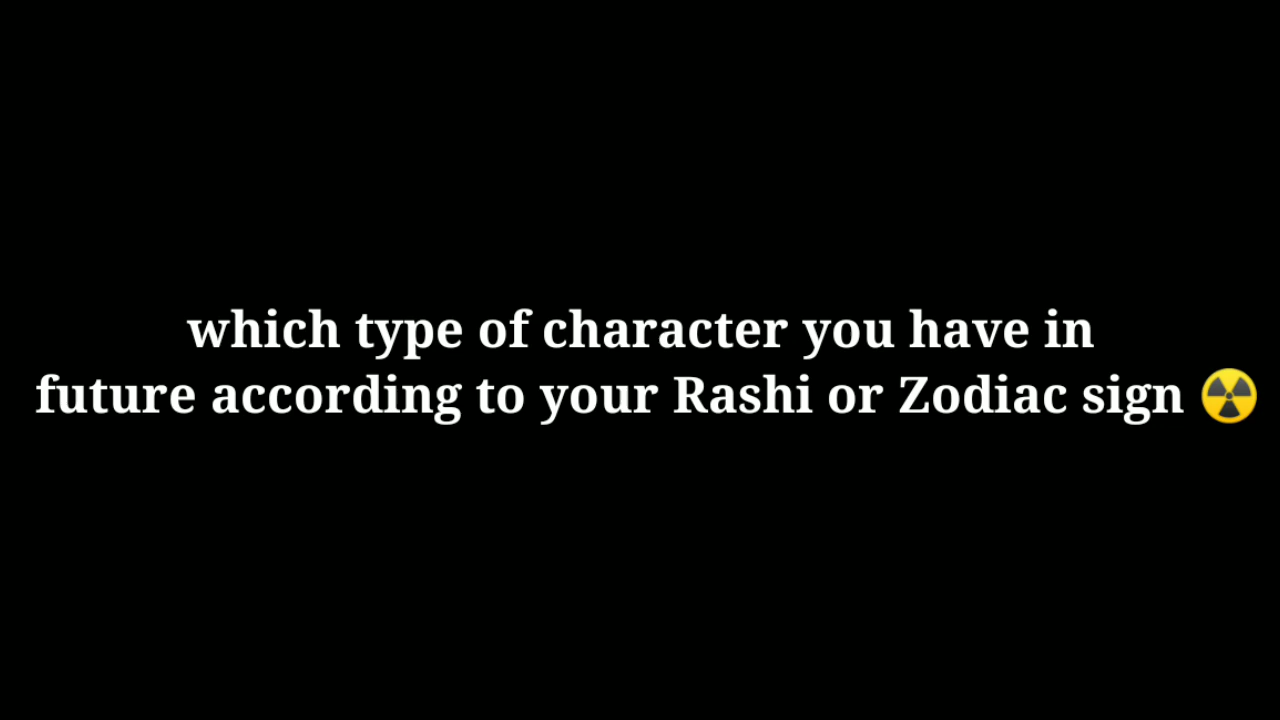 which type of character you have in
future according to your Rashi or Zodiac sign ☢️